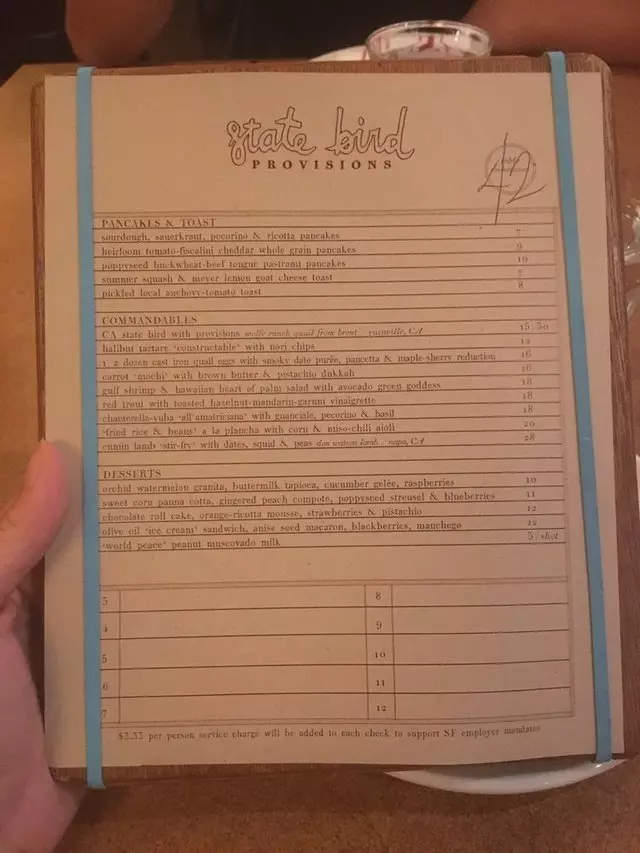 state bird
PROVISIONS
42
PANCAKES & TOAST
sourdough, sauerkraut, pecorino & ricotta pancakes 7
heirloom tomato-fiscalini cheddar whole grain pancakes 9
poppyseed buckwheat-beef tongue pastrami pancakes 10
summer squash & meyer lemon goat cheese toast 7
pickled local anchovy-tomato toast 8
COMMANDABLES
CA state bird with provisions wolfe ranch quail from brent vacaville, CA 15/30
halibut tartare 'constructable' with nori chips
1/2 dozen cast iron quail eggs with smoky date purée, pancetta & maple-sherry reduction 16
carrot 'mochi' with brown butter & pistachio dukkah 16
gulf shrimp & hawaiian heart of palm salad with avocado green goddess 18
red trout with toasted hazelnut-mandarin-garum vinaigrette 18
chanterelle-yuba 'all'amatriciana' with guanciale, pecorino & basil 18
'fried rice & beans' a la plancha with corn & miso-chili aioli 20
cumin lamb 'stir-fry' with dates, squid & peas don watson lamb napa, CA 28
DESSERTS
orchid watermelon granita, buttermilk tapioca, cucumber gelée, raspberries 10
sweet corn panna cotta, gingered peach compote, poppyseed streusel & blueberries 11
chocolate roll cake, orange-ricotta mousse, strawberries & pistachio 12
olive oil 'ice cream' sandwich, anise seed macaron, blackberries, manchego 12
'world peace' peanut muscovado milk 3/shot
3 8
4 9
5 10
6 11
7 12
$3.35 per person service charge will be added to each check to support SF employer mandates